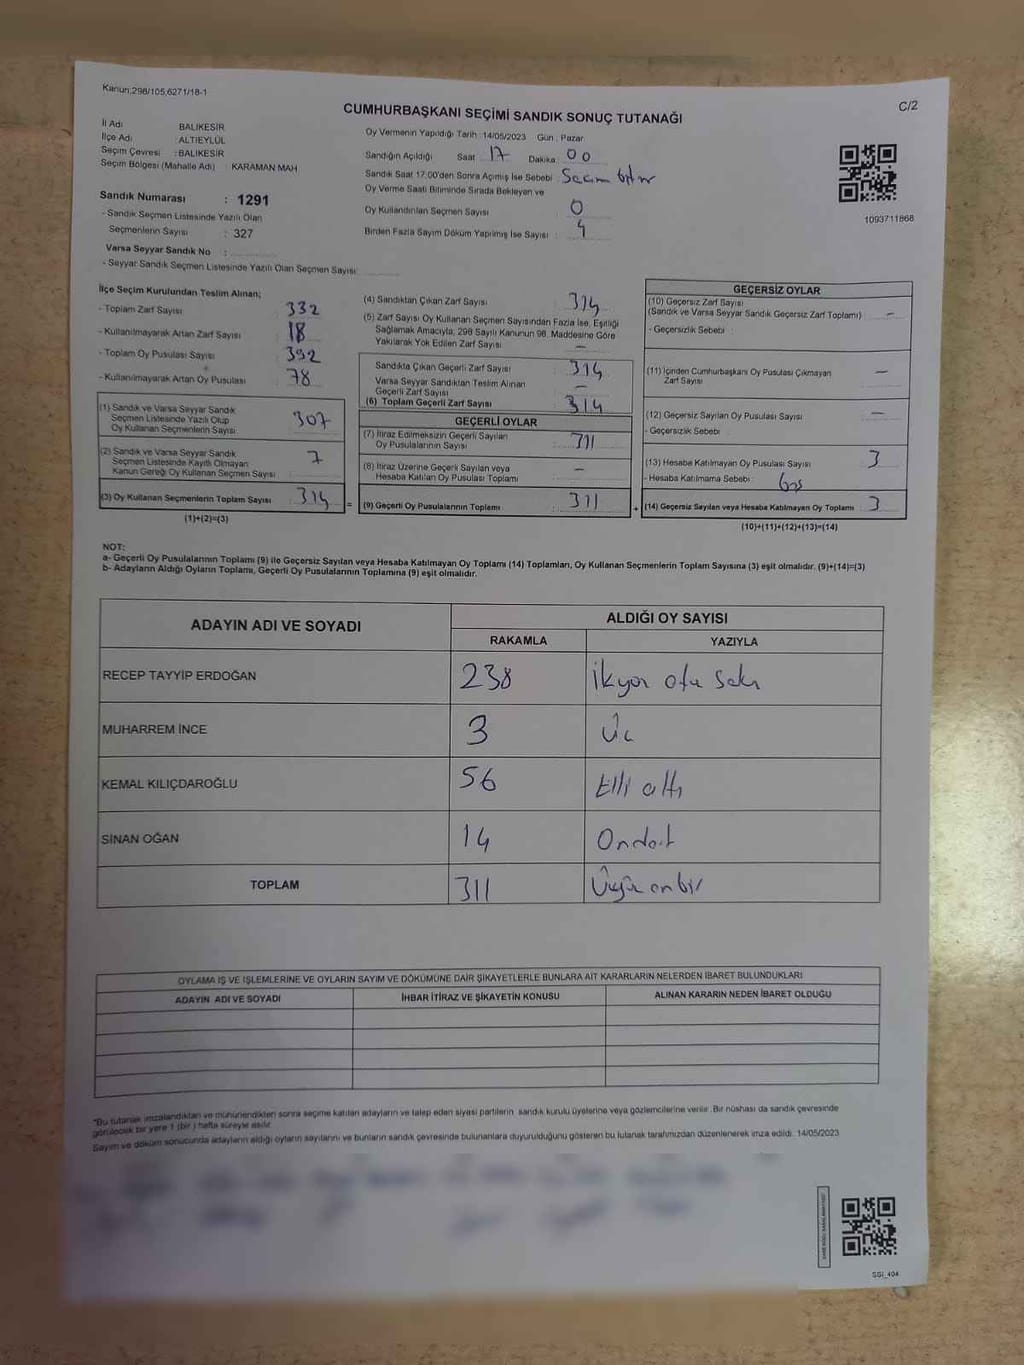 Kanun:298/105,6271/18-1
C/2
CUMHURBAŞKANI SEÇİMİ SANDIK SONUÇ TUTANAĞI
İl Adı : BALIKESİR
İlçe Adı : ALTIEYLÜL
Seçim Çevresi : BALIKESİR
Seçim Bölgesi (Mahalle Adı) : KARAMAN MAH
Sandık Numarası : 1291
- Sandık Seçmen Listesinde Yazılı Olan
Seçmenlerin Sayısı : 327
Varsa Seyyar Sandık No :
- Seyyar Sandık Seçmen Listesinde Yazılı Olan Seçmen Sayısı
Oy Vermenin Yapıldığı Tarih :14/05/2023 Gün : Pazar
Sandığın Açıldığı Saat 17 Dakika 00
Sandık Saat 17.00'den Sonra Açılmış İse Sebebi :
Oy Verme Saati Bitiminde Sırada Bekleyen ve
Oy Kullandırılan Seçmen Sayısı : 0
Birden Fazla Sayım Döküm Yapılmış İse Sayısı : 4
1093711868
İlçe Seçim Kurulundan Teslim Alınan;
- Toplam Zarf Sayısı : 332
- Kullanılmayarak Artan Zarf Sayısı : 18
- Toplam Oy Pusulası Sayısı : 392
- Kullanılmayarak Artan Oy Pusulası : 78
(1) Sandık ve Varsa Seyyar Sandık
Seçmen Listesinde Yazılı Olup
Oy Kullanan Seçmenlerin Sayısı : 307
(2) Sandık ve Varsa Seyyar Sandık
Seçmen Listesinde Kayıtlı Olmayan
Kanun Gereği Oy Kullanan Seçmen Sayısı : 7
(3) Oy Kullanan Seçmenlerin Toplam Sayısı : 314 =
(1)+(2)=(3)
(4) Sandıktan Çıkan Zarf Sayısı : 314
(5) Zarf Sayısı Oy Kullanan Seçmen Sayısından Fazla İse, Eşitliği
Sağlamak Amacıyla, 298 Sayılı Kanunun 98. Maddesine Göre
Yakılarak Yok Edilen Zarf Sayısı : -
Sandıkta Çıkan Geçerli Zarf Sayısı : 314
Varsa Seyyar Sandıktan Teslim Alınan
Geçerli Zarf Sayısı : -
(6) Toplam Geçerli Zarf Sayısı : 314
GEÇERLİ OYLAR
(7) İtiraz Edilmeksizin Geçerli Sayılan
Oy Pusulalarının Sayısı : 311
(8) İtiraz Üzerine Geçerli Sayılan veya
Hesaba Katılan Oy Pusulası Toplamı : -
(9) Geçerli Oy Pusulalarının Toplamı : 311 +
GEÇERSİZ OYLAR
(10) Geçersiz Zarf Sayısı
(Sandık ve Varsa Seyyar Sandık Geçersiz Zarf Toplamı) : -
- Geçersizlik Sebebi :
(11) İçinden Cumhurbaşkanı Oy Pusulası Çıkmayan
Zarf Sayısı : -
(12) Geçersiz Sayılan Oy Pusulası Sayısı : -
- Geçersizlik Sebebi :
(13) Hesaba Katılmayan Oy Pusulası Sayısı : 3
- Hesaba Katılmama Sebebi : boş
(14) Geçersiz Sayılan veya Hesaba Katılmayan Oy Toplamı : 3
(10)+(11)+(12)+(13)=(14)
NOT:
a- Geçerli Oy Pusulalarının Toplamı (9) ile Geçersiz Sayılan veya Hesaba Katılmayan Oy Toplamı (14) Toplamları, Oy Kullanan Seçmenlerin Toplam Sayısına (3) eşit olmalıdır. (9)+(14)=(3)
b- Adayların Aldığı Oyların Toplamı, Geçerli Oy Pusulalarının Toplamına (9) eşit olmalıdır.
ADAYIN ADI VE SOYADI
ALDIĞI OY SAYISI
RAKAMLA YAZIYLA
RECEP TAYYİP ERDOĞAN 238 İkiyüz otuz Sekiz
MUHARREM İNCE 3 Üç
KEMAL KILIÇDAROĞLU 56 Elli altı
SİNAN OĞAN 14 Ondört
TOPLAM 311 Üçyüz onbir
OYLAMA İŞ VE İŞLEMLERİNE VE OYLARIN SAYIM VE DÖKÜMÜNE DAİR ŞİKAYETLERLE BUNLARA AİT KARARLARIN NELERDEN İBARET BULUNDUKLARI
ADAYIN ADI VE SOYADI İHBAR İTİRAZ VE ŞİKAYETİN KONUSU ALINAN KARARIN NEDEN İBARET OLDUĞU
*Bu tutanak imzalandıktan ve mühürlendikten sonra seçime katılan adayların ve talep eden siyasi partilerin sandık kurulu üyelerine veya gözlemcilerine verilir. Bir nüshası da sandık çevresinde
görülecek bir yere 1 (bir) hafta süreyle asılır.
Sayım ve döküm sonucunda adayların aldığı oyların sayılarını ve bunların sandık çevresinde bulunanlara duyurulduğunu gösteren bu tutanak tarafımızdan düzenlenerek imza edildi. 14/05/2023
SSI_404